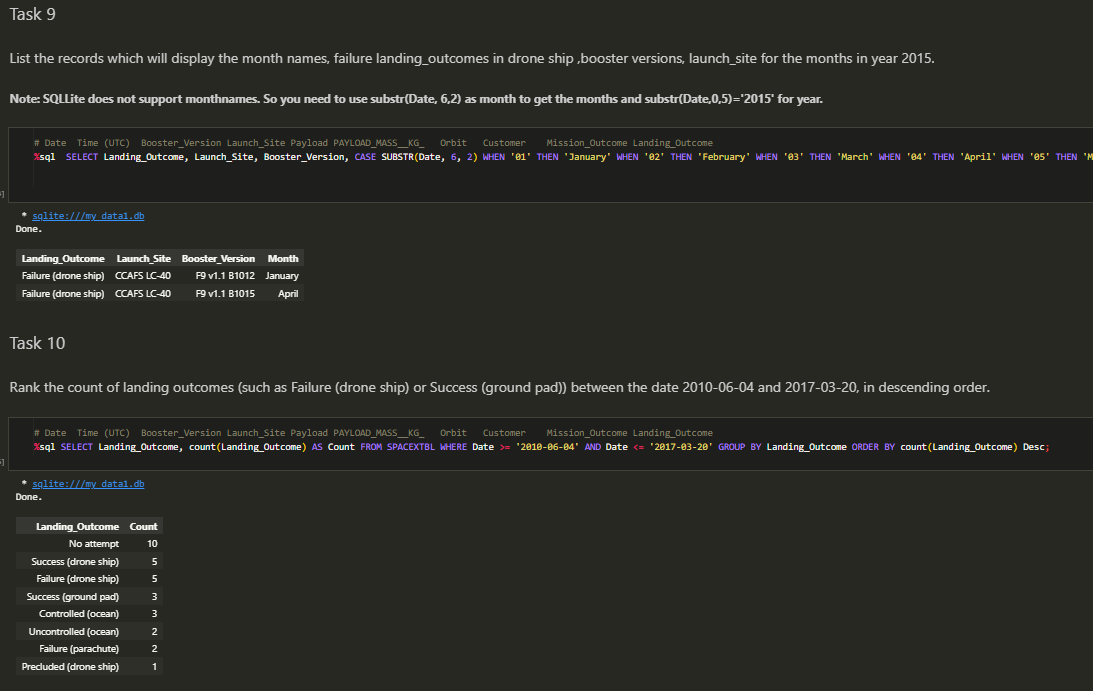 Task 9
List the records which will display the month names, failure landing_outcomes in drone ship ,booster versions, launch_site for the months in year 2015.
Note: SQLLite does not support monthnames. So you need to use substr(Date, 6,2) as month to get the months and substr(Date,0,5)='2015' for year.
# Date Time (UTC) Booster_Version Launch_Site Payload PAYLOAD_MASS__KG_ Orbit Customer Mission_Outcome Landing_Outcome
%sql SELECT Landing_Outcome, Launch_Site, Booster_Version, CASE SUBSTR(Date, 6, 2) WHEN '01' THEN 'January' WHEN '02' THEN 'February' WHEN '03' THEN 'March' WHEN '04' THEN 'April' WHEN '05' THEN 'M
* sqlite:///my_data1.db
Done.
Landing_Outcome Launch_Site Booster_Version Month
Failure (drone ship) CCAFS LC-40 F9 v1.1 B1012 January
Failure (drone ship) CCAFS LC-40 F9 v1.1 B1015 April
Task 10
Rank the count of landing outcomes (such as Failure (drone ship) or Success (ground pad)) between the date 2010-06-04 and 2017-03-20, in descending order.
# Date Time (UTC) Booster_Version Launch_Site Payload PAYLOAD_MASS__KG_ Orbit Customer Mission_Outcome Landing_Outcome
%sql SELECT Landing_Outcome, count(Landing_Outcome) AS Count FROM SPACEXTBL WHERE Date >= '2010-06-04' AND Date <= '2017-03-20' GROUP BY Landing_Outcome ORDER BY count(Landing_Outcome) Desc;
* sqlite:///my_data1.db
Done.
Landing_Outcome Count
No attempt 10
Success (drone ship) 5
Failure (drone ship) 5
Success (ground pad) 3
Controlled (ocean) 3
Uncontrolled (ocean) 2
Failure (parachute) 2
Precluded (drone ship) 1